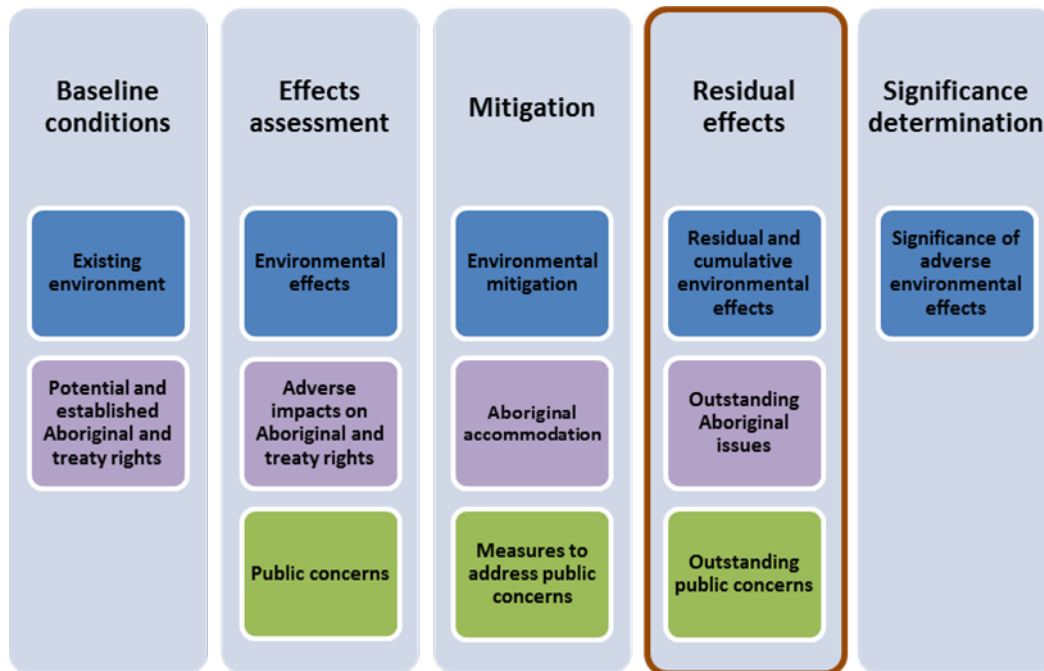 Baseline
conditions
Existing
environment
Potential and
established
Aboriginal and
treaty rights
Effects
assessment
Environmental
effects
Adverse
impacts on
Aboriginal and
treaty rights
Public concerns
Mitigation
Environmental
mitigation
Aboriginal
accommodation
Measures to
address public
concerns
Residual
effects
Residual and
cumulative
environmental
effects
Outstanding
Aboriginal
issues
Outstanding
public concerns
Significance
determination
Significance of
adverse
environmental
effects